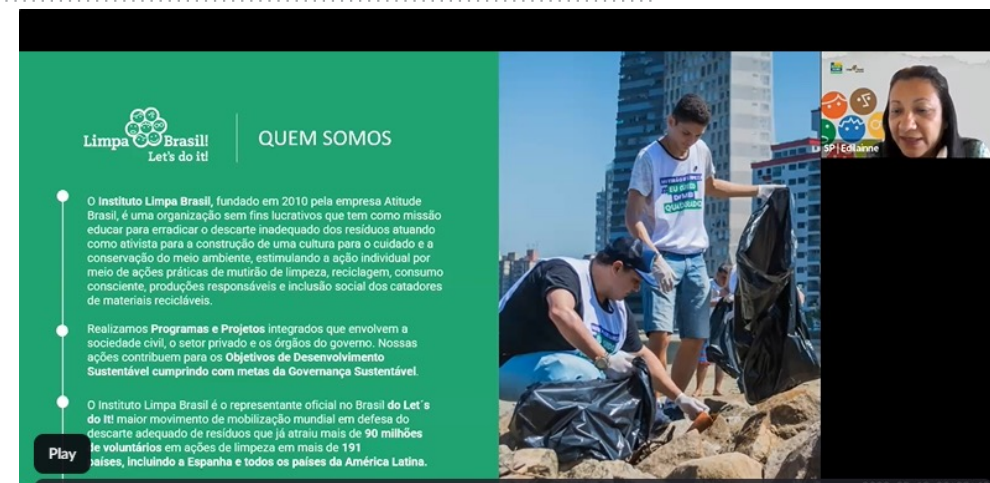 Limpa Brasil!
Let's do it!
QUEM SOMOS
O Instituto Limpa Brasil, fundado em 2010 pela empresa Atitude
Brasil, é uma organização sem fins lucrativos que tem como missão
educar para erradicar o descarte inadequado dos resíduos atuando
como ativista para a construção de uma cultura para o cuidado e a
conservação do meio ambiente, estimulando a ação individual por
meio de ações práticas de mutirão de limpeza, reciclagem, consumo
consciente, produções responsáveis e inclusão social dos catadores
de materiais recicláveis.
Realizamos Programas e Projetos integrados que envolvem a
sociedade civil, o setor privado e os órgãos do governo. Nossas
ações contribuem para os Objetivos de Desenvolvimento
Sustentável cumprindo com metas da Governança Sustentável.
O Instituto Limpa Brasil é o representante oficial no Brasil do Let´s
do It! maior movimento de mobilização mundial em defesa do
descarte adequado de resíduos que já atraiu mais de 90 milhões
de voluntários em ações de limpeza em mais de 191
países, incluindo a Espanha e todos os países da América Latina.
Play
EU CUIDO
DO MEU
QUADRADO
SP | Edilainne